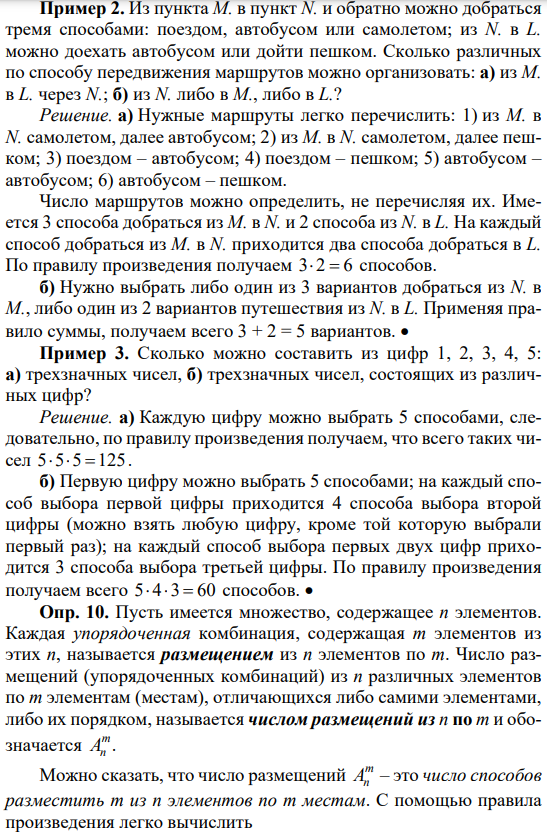 Пример 2. Из пункта M. в пункт N. и обратно можно добраться
тремя способами: поездом, автобусом или самолетом; из N. в L.
можно доехать автобусом или дойти пешком. Сколько различных
по способу передвижения маршрутов можно организовать: а) из M.
в L. через N.; б) из N. либо в M., либо в L.?
Решение. а) Нужные маршруты легко перечислить: 1) из M. в
N. самолетом, далее автобусом; 2) из M. в N. самолетом, далее пеш-
ком; 3) поездом – автобусом; 4) поездом – пешком; 5) автобусом –
автобусом; 6) автобусом – пешком.
Число маршрутов можно определить, не перечисляя их. Име-
ется 3 способа добраться из M. в N. и 2 способа из N. в L. На каждый
способ добраться из M. в N. приходится два способа добраться в L.
По правилу произведения получаем 3·2 = 6 способов.
б) Нужно выбрать либо один из 3 вариантов добраться из N. в
M., либо один из 2 вариантов путешествия из N. в L. Применяя пра-
вило суммы, получаем всего 3 + 2 = 5 вариантов. ●
Пример 3. Сколько можно составить из цифр 1, 2, 3, 4, 5:
а) трехзначных чисел, б) трехзначных чисел, состоящих из различ-
ных цифр?
Решение. а) Каждую цифру можно выбрать 5 способами, сле-
довательно, по правилу произведения получаем, что всего таких чи-
сел 5·5·5 = 125.
б) Первую цифру можно выбрать 5 способами; на каждый спо-
соб выбора первой цифры приходится 4 способа выбора второй
цифры (можно взять любую цифру, кроме той которую выбрали
первый раз); на каждый способ выбора первых двух цифр прихо-
дится 3 способа выбора третьей цифры. По правилу произведения
получаем всего 5·4·3 = 60 способов. ●
Опр. 10. Пусть имеется множество, содержащее n элементов.
Каждая упорядоченная комбинация, содержащая m элементов из
этих n, называется размещением из n элементов по m. Число раз-
мещений (упорядоченных комбинаций) из n различных элементов
по m элементам (местам), отличающихся либо самими элементами,
либо их порядком, называется числом размещений из n по m и обо-
значается A_n^m.
Можно сказать, что число размещений A_n^m – это число способов
разместить m из n элементов по m местам. С помощью правила
произведения легко вычислить